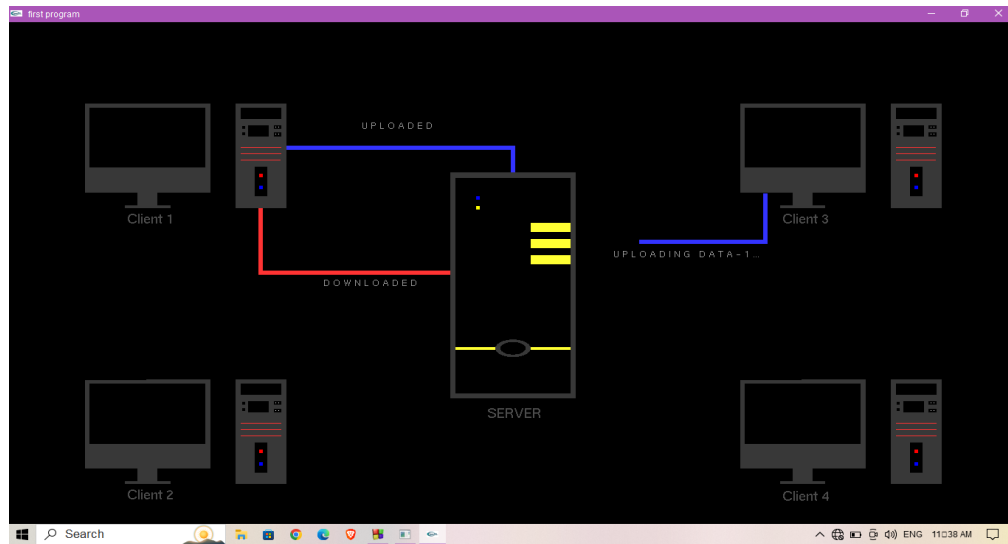 first program
UPLOADED
Client 1
Client 3
UPLOADING DATA-1...
DOWNLOADED
SERVER
Client 2
Client 4
Search
ENG 11:38 AM